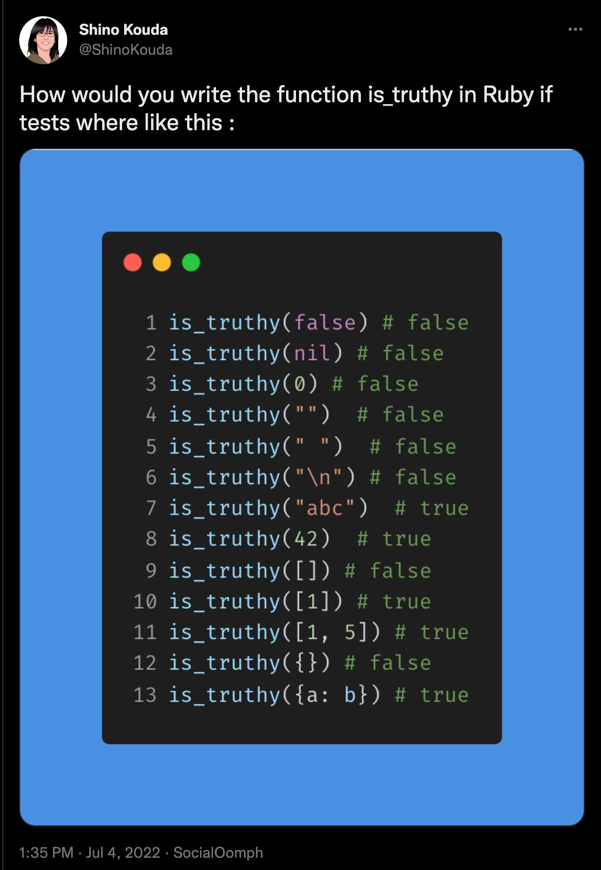 Shino Kouda
@ShinoKouda
How would you write the function is_truthy in Ruby if
tests where like this :
1 is_truthy(false) # false
2 is_truthy(nil) # false
3 is_truthy(0) # false
4 is_truthy("")  # false
5 is_truthy(" ")  # false
6 is_truthy("\n") # false
7 is_truthy("abc")  # true
8 is_truthy(42)  # true
9 is_truthy([]) # false
10 is_truthy([1]) # true
11 is_truthy([1, 5]) # true
12 is_truthy({}) # false
13 is_truthy({a: b}) # true
1:35 PM · Jul 4, 2022 · SocialOomph